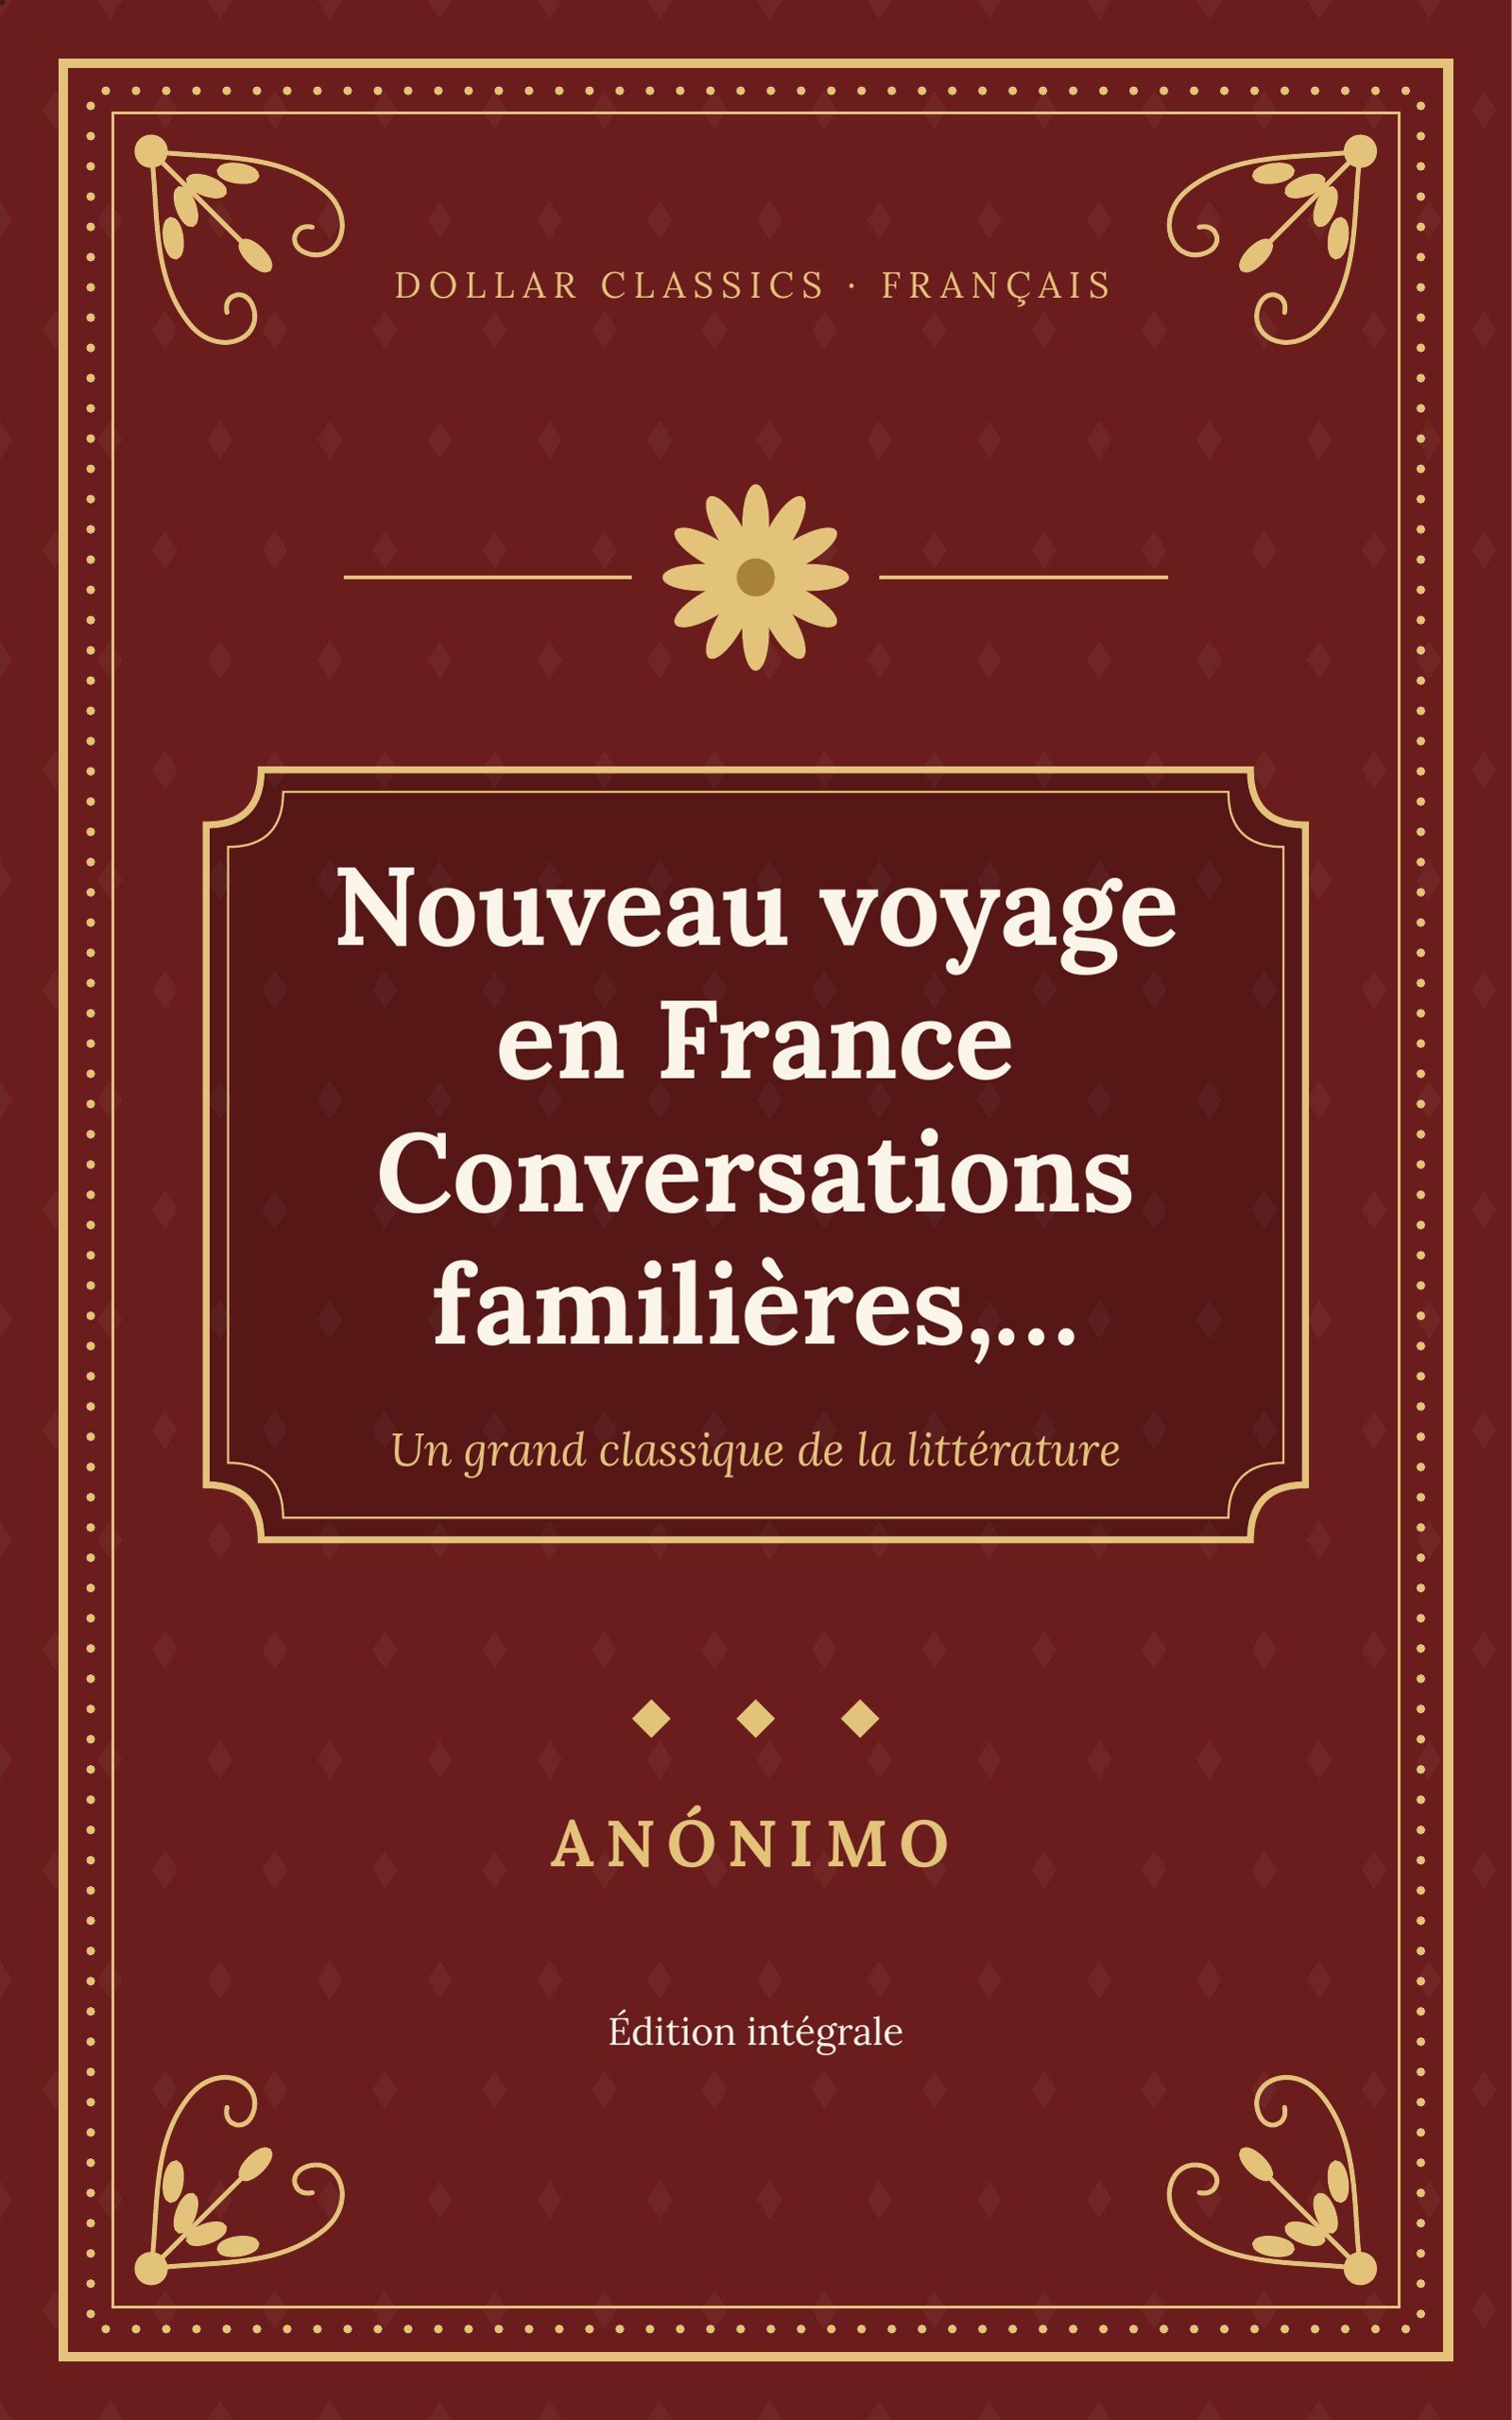 DOLLAR CLASSICS · FRANÇAIS
Nouveau voyage
en France
Conversations
familières,...
Un grand classique de la littérature
ANÓNIMO
Édition intégrale